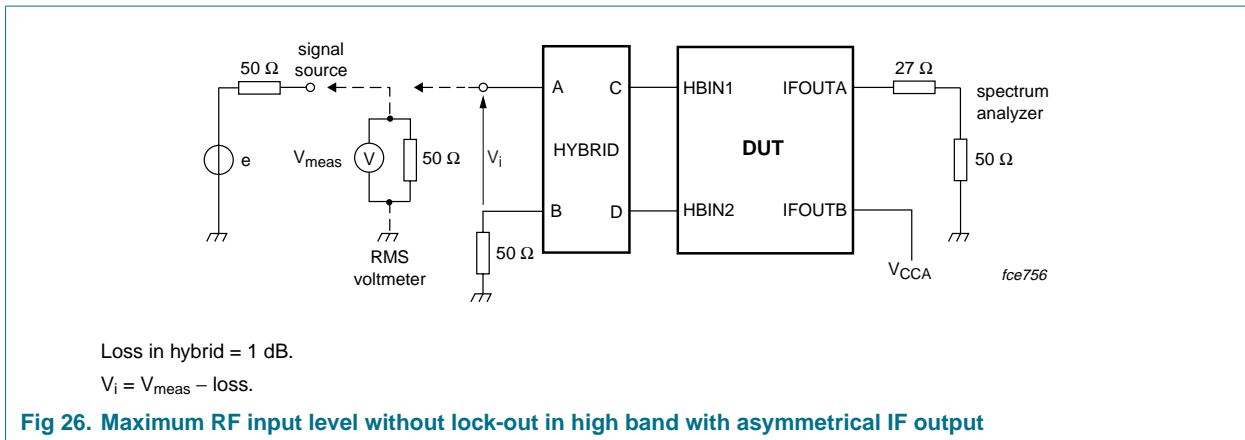 signal
source
50 Ω
27 Ω
A
C
HBIN1
IFOUTA
spectrum
analyzer
e
Vmeas
V
50 Ω
Vi
HYBRID
DUT
50 Ω
B
D
HBIN2
IFOUTB
50 Ω
RMS
voltmeter
VCCA
fce756
Loss in hybrid = 1 dB.
Vi = Vmeas − loss.
Fig 26. Maximum RF input level without lock-out in high band with asymmetrical IF output